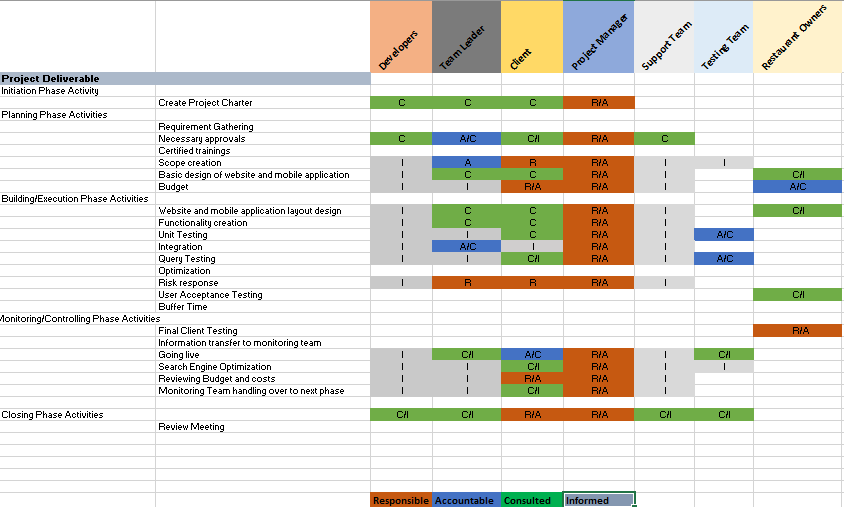 Developers Team Leader Client Project Manager Support Team Testing Team Restaurant Owners
Project Deliverable
Initiation Phase Activity
Create Project Charter C C C R/A
Planning Phase Activities
Requirement Gathering
Necessary approvals C A/C C/I R/A C
Certified trainings
Scope creation I A R R/A I I
Basic design of website and mobile application I C C R/A I C/I
Budget I I R/A R/A I A/C
Building/Execution Phase Activities
Website and mobile application layout design I C C R/A I C/I
Functionality creation I C C R/A I
Unit Testing I I C R/A I A/C
Integration I A/C I R/A I
Query Testing I I C/I R/A I A/C
Optimization
Risk response I R R R/A I
User Acceptance Testing C/I
Buffer Time
Monitoring/Controlling Phase Activities
Final Client Testing R/A
Information transfer to monitoring team
Going live I C/I A/C R/A I C/I
Search Engine Optimization I I C/I R/A I I
Reviewing Budget and costs I I R/A R/A I
Monitoring Team handling over to next phase I I C/I R/A I
Closing Phase Activities C/I C/I R/A R/A C/I C/I
Review Meeting
Responsible Accountable Consulted Informed